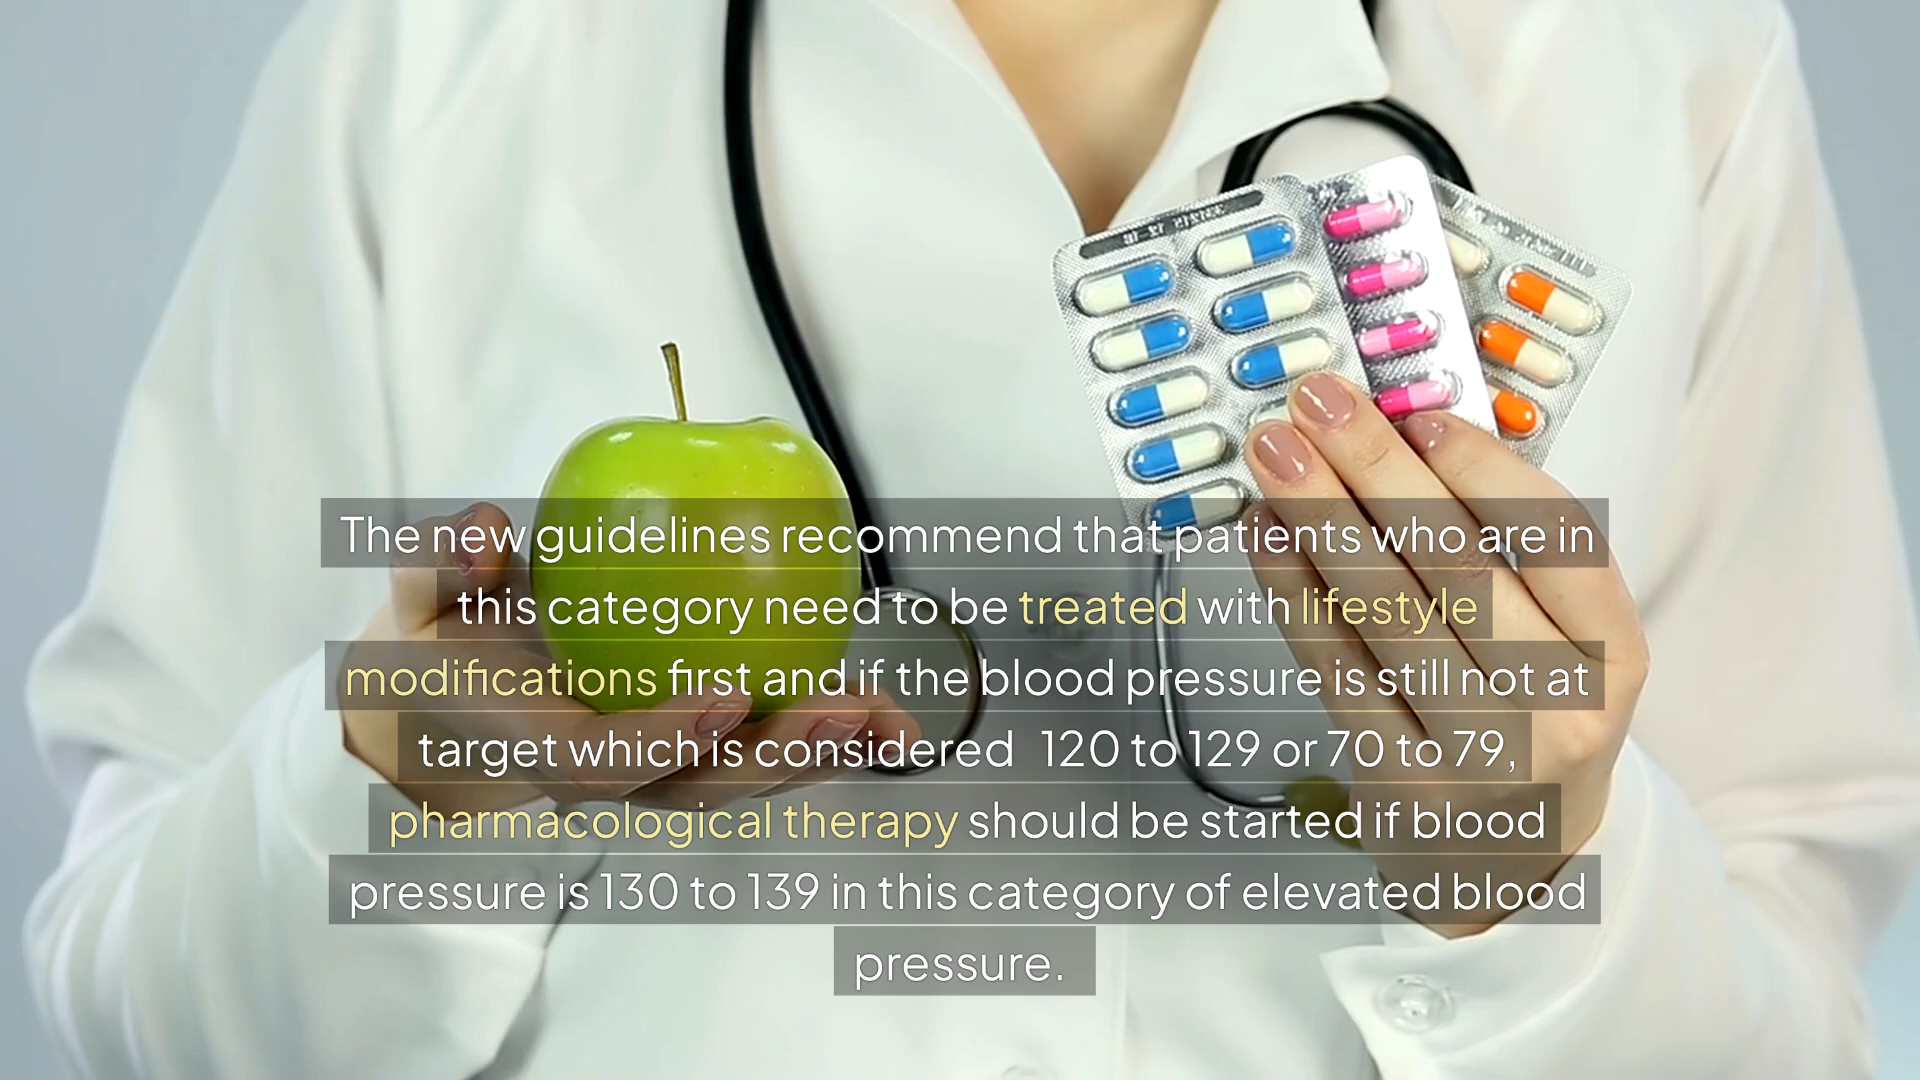 The new guidelines recommend that patients who are in
this category need to be treated with lifestyle
modifications first and if the blood pressure is still not at
target which is considered 120 to 129 or 70 to 79,
pharmacological therapy should be started if blood
pressure is 130 to 139 in this category of elevated blood
pressure.